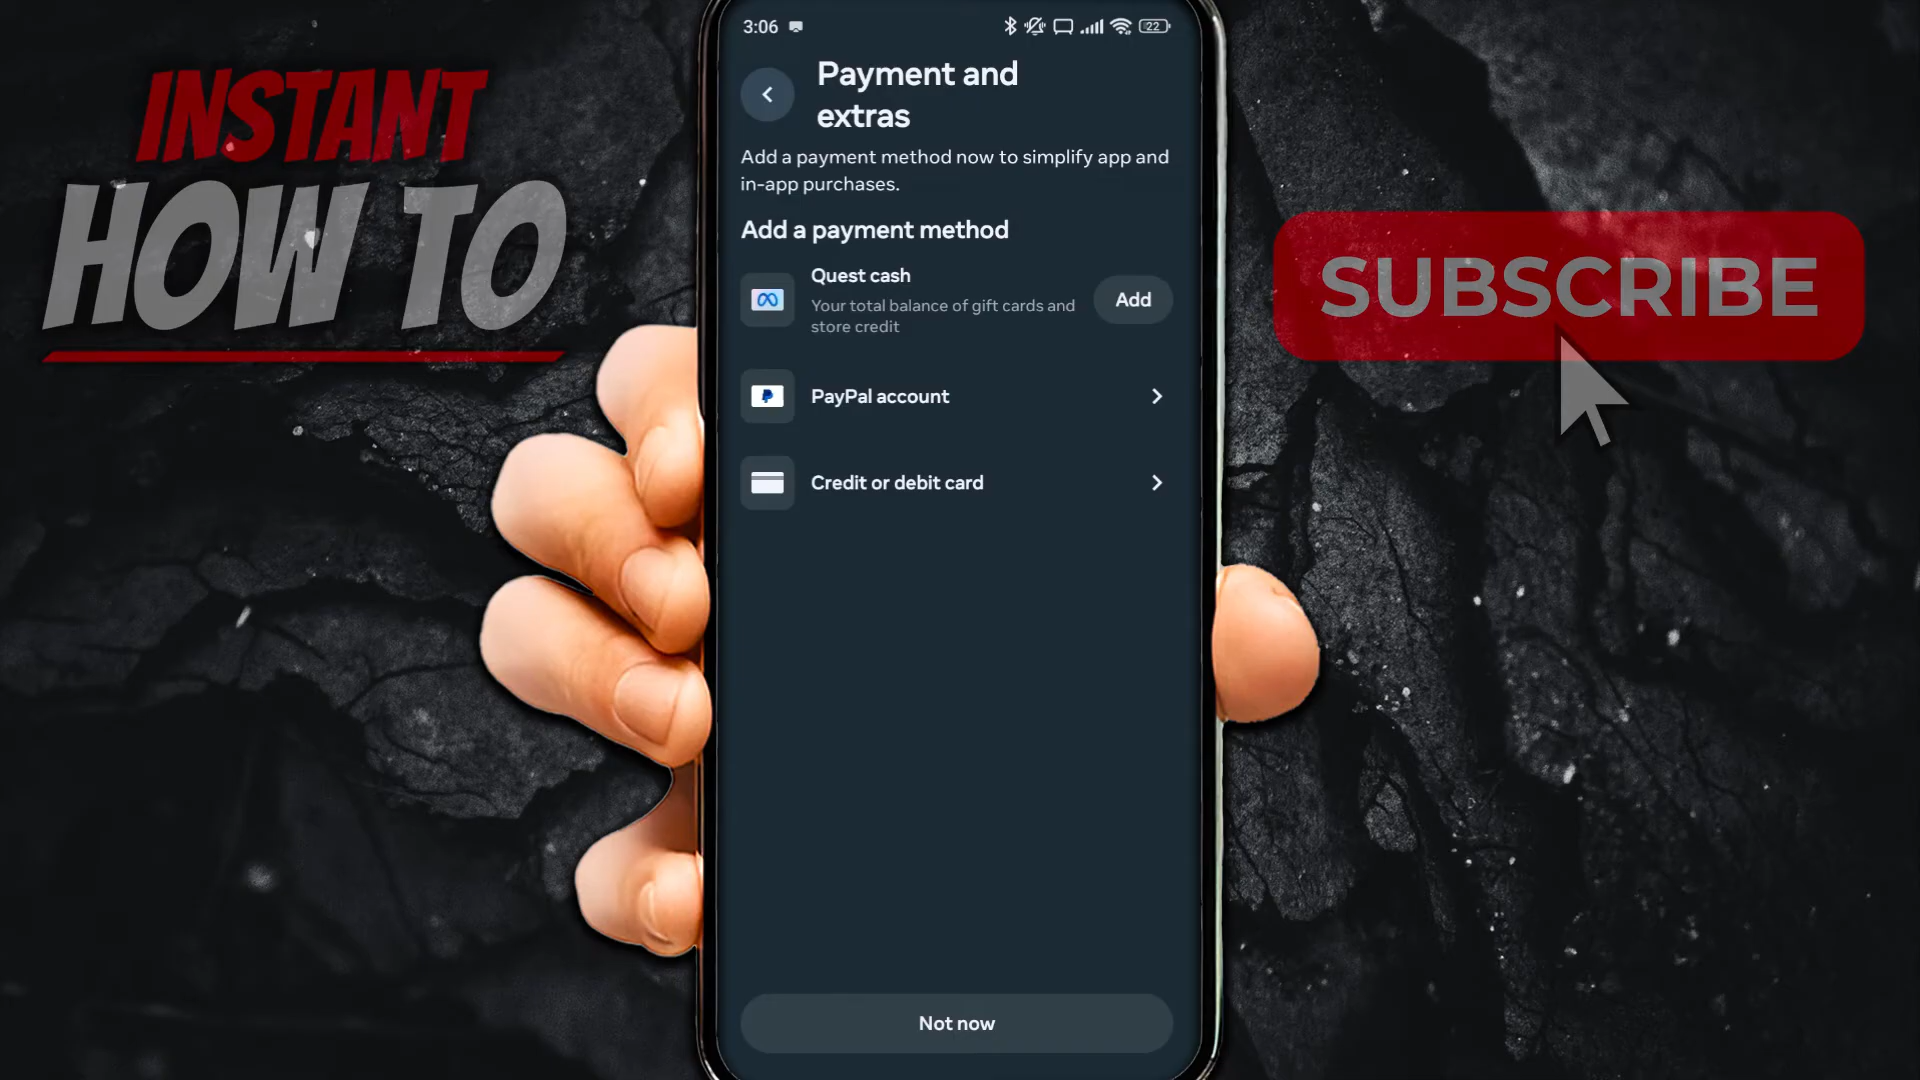 INSTANT
HOW TO
3:06
22
Payment and
extras
Add a payment method now to simplify app and
in-app purchases.
Add a payment method
Quest cash
Your total balance of gift cards and
store credit
Add
PayPal account
Credit or debit card
Not now
SUBSCRIBE